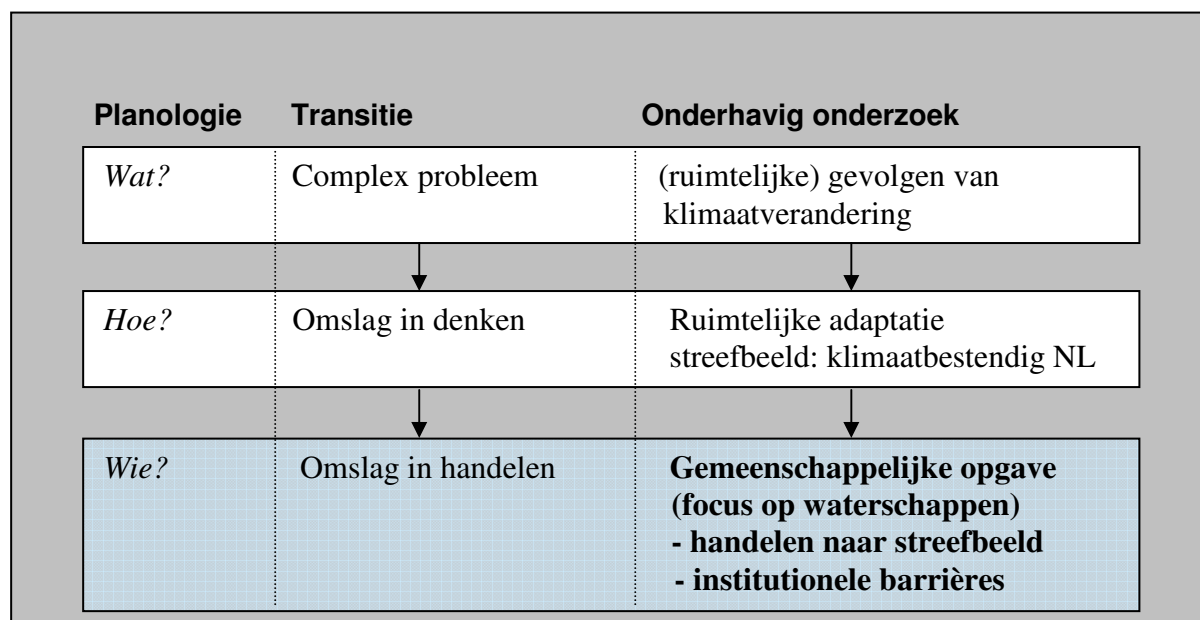 Planologie Transitie Onderhavig onderzoek
Wat? Complex probleem (ruimtelijke) gevolgen van
klimaatverandering
Hoe? Omslag in denken Ruimtelijke adaptatie
streefbeeld: klimaatbestendig NL
Wie? Omslag in handelen Gemeenschappelijke opgave
(focus op waterschappen)
- handelen naar streefbeeld
- institutionele barrières